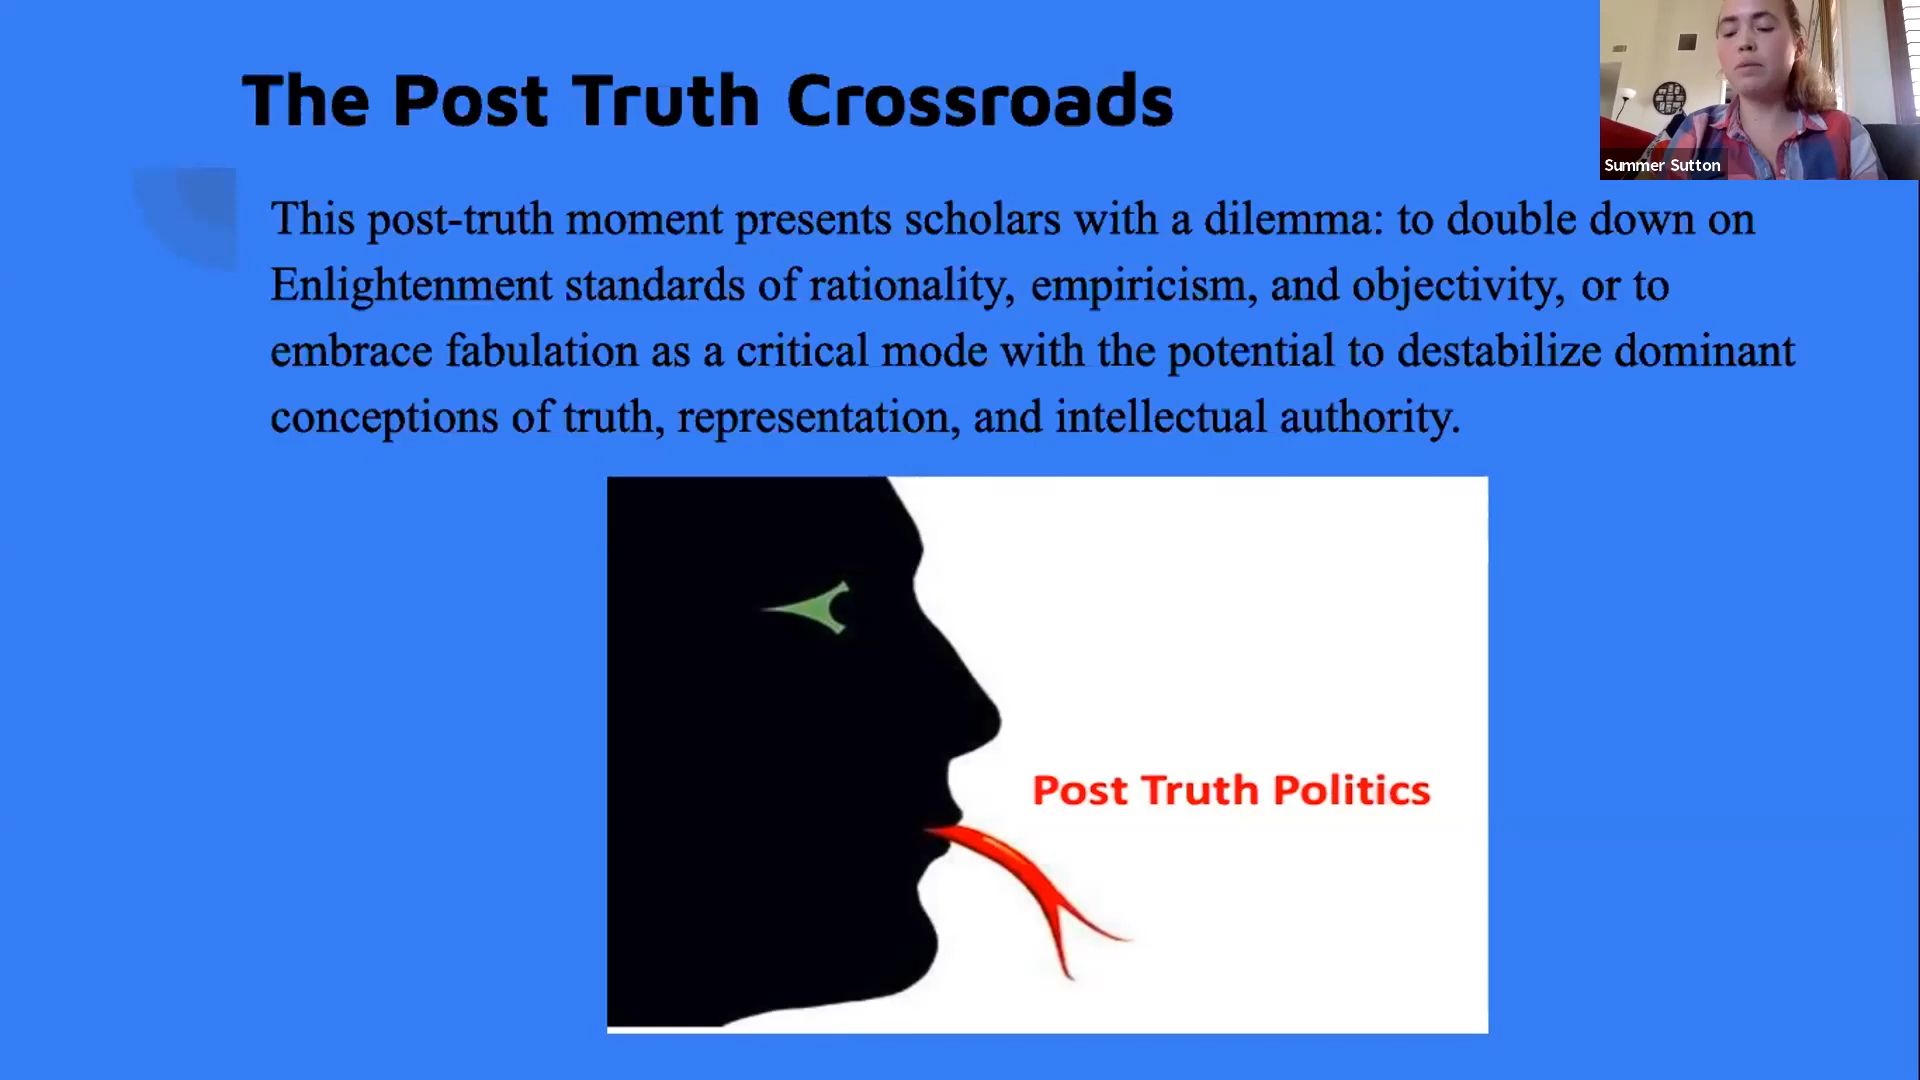 The Post Truth Crossroads
Summer Sutton
This post-truth moment presents scholars with a dilemma: to double down on
Enlightenment standards of rationality, empiricism, and objectivity, or to
embrace fabulation as a critical mode with the potential to destabilize dominant
conceptions of truth, representation, and intellectual authority.
Post Truth Politics